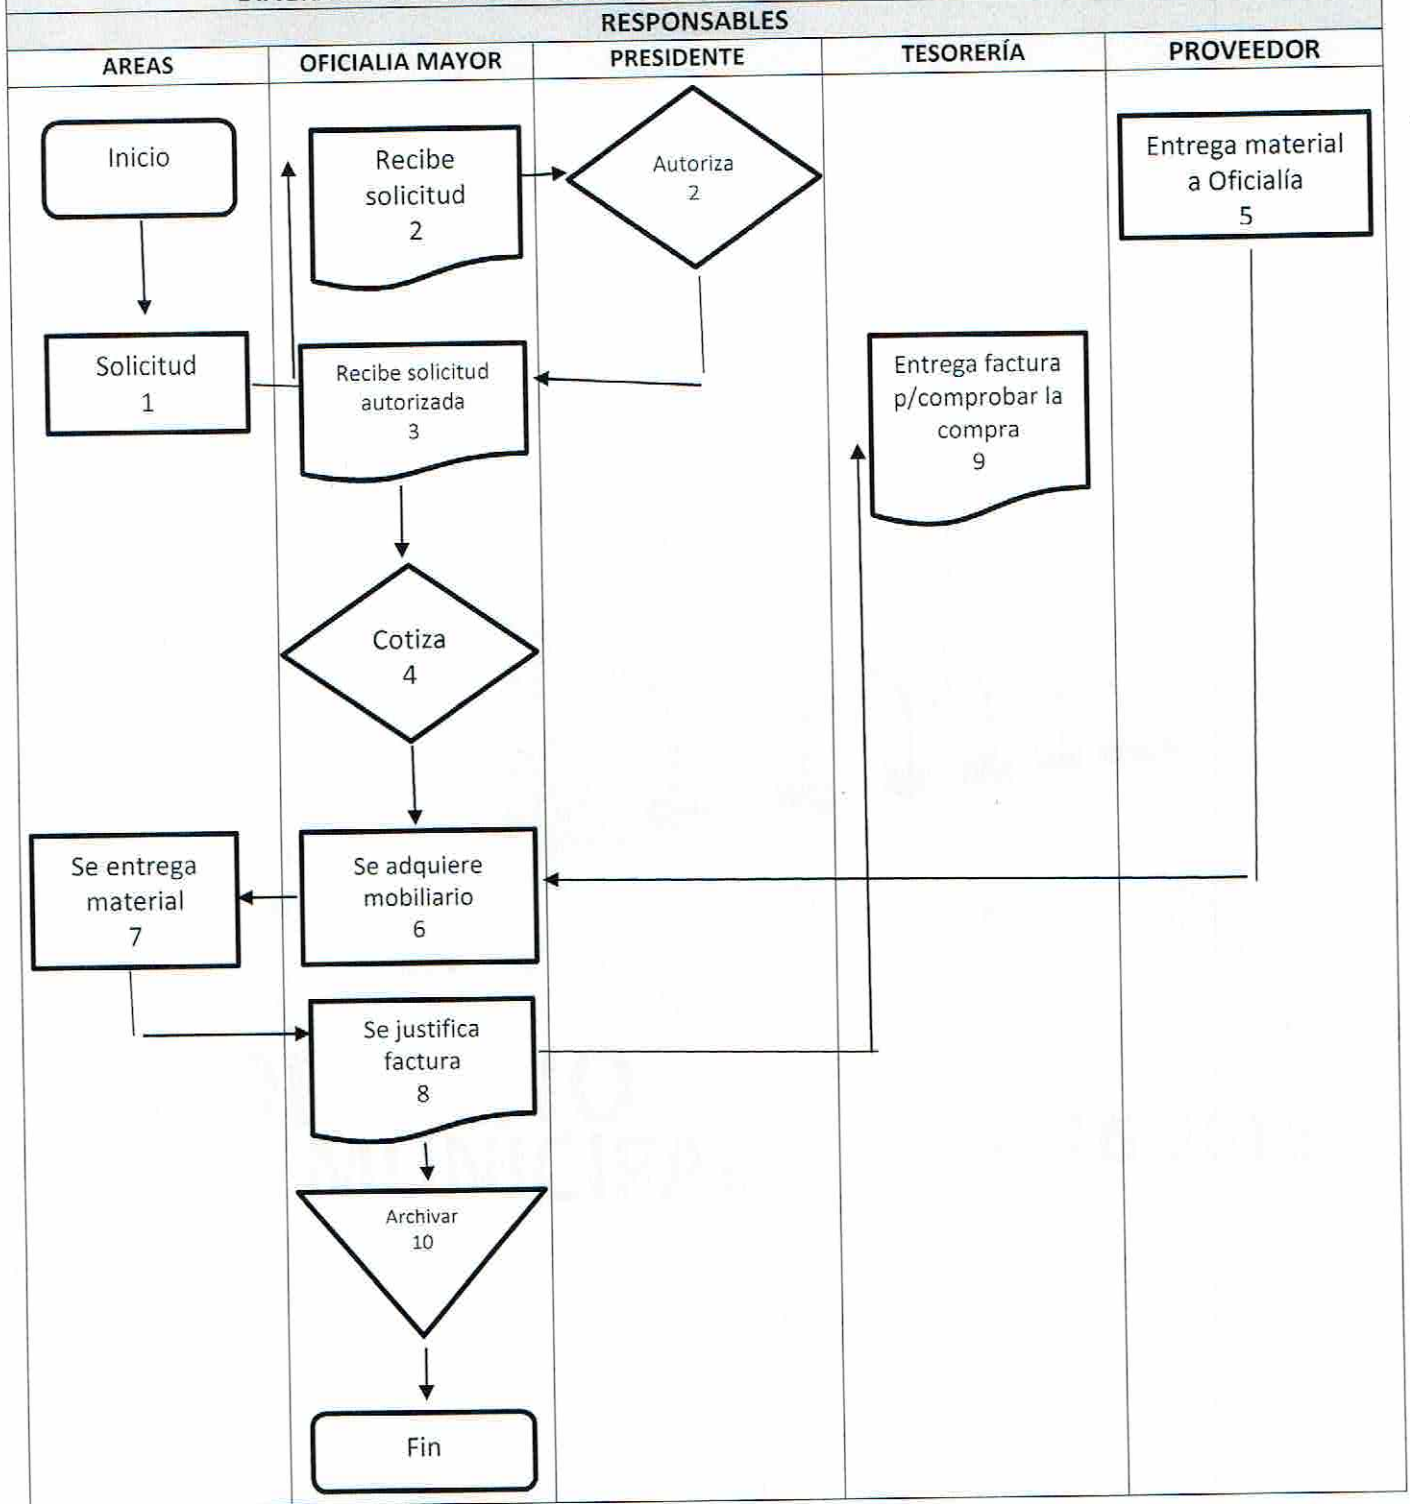 RESPONSABLES
AREAS
OFICIALIA MAYOR
PRESIDENTE
TESORERÍA
PROVEEDOR
Inicio
Recibe
solicitud
2
Autoriza
2
Entrega material
a Oficialía
5
Solicitud
1
Recibe solicitud
autorizada
3
Entrega factura
p/comprobar la
compra
9
Cotiza
4
Se entrega
material
7
Se adquiere
mobiliario
6
Se justifica
factura
8
Archivar
10
Fin